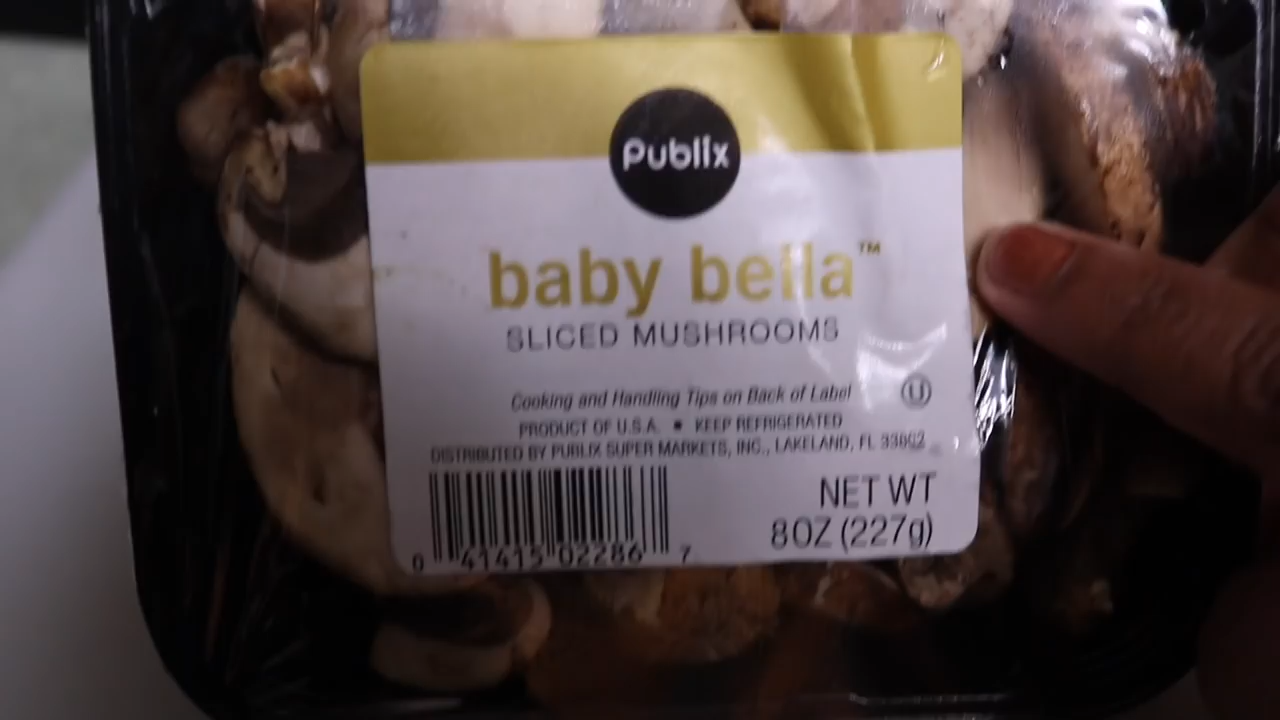 Publix
baby bella™
SLICED MUSHROOMS
Cooking and Handling Tips on Back of Label
U
PRODUCT OF U.S.A. • KEEP REFRIGERATED
DISTRIBUTED BY PUBLIX SUPER MARKETS, INC., LAKELAND, FL 33802
NET WT
8OZ (227g)
0 41415 02286 7